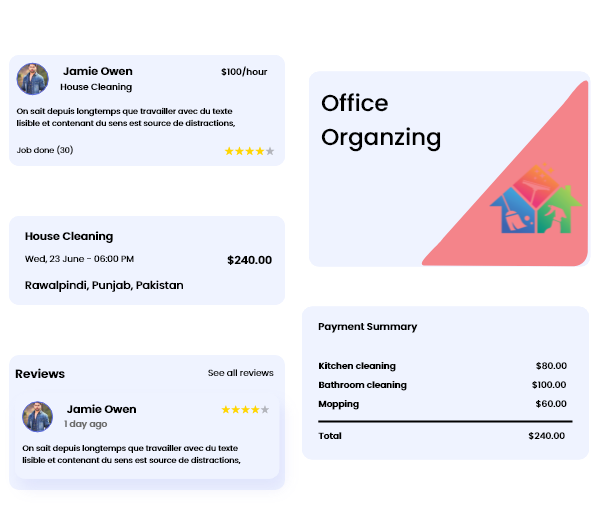 Jamie Owen
$100/hour
House Cleaning
On sait depuis longtemps que travailler avec du texte
lisible et contenant du sens est source de distractions,
Job done (30)
House Cleaning
Wed, 23 June - 06:00 PM
$240.00
Rawalpindi, Punjab, Pakistan
Reviews
See all reviews
Jamie Owen
1 day ago
On sait depuis longtemps que travailler avec du texte
lisible et contenant du sens est source de distractions,
Office
Organzing
Payment Summary
Kitchen cleaning $80.00
Bathroom cleaning $100.00
Mopping $60.00
Total $240.00